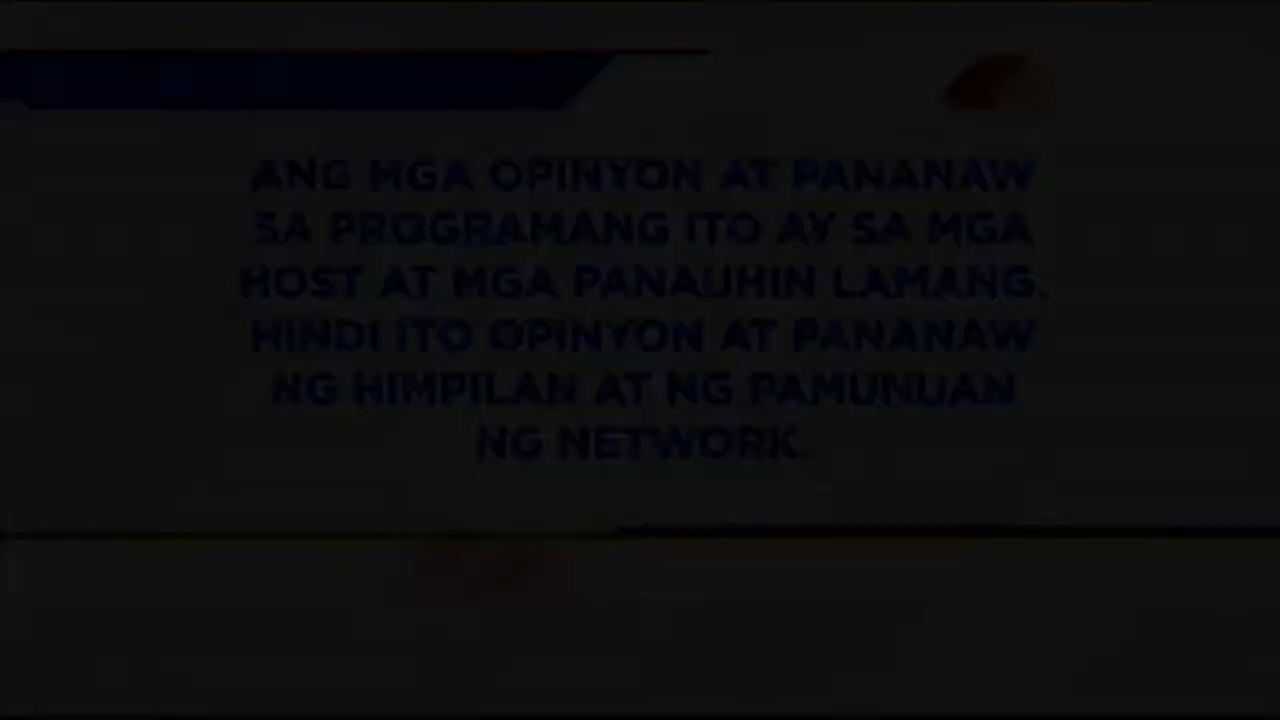 ANG MGA OPINYON AT PANANAW
SA PROGRAMANG ITO AY SA MGA
HOST AT MGA PANAUHIN LAMANG.
HINDI ITO OPINYON AT PANANAW
NG HIMPILAN AT NG PAMUNUAN
NG NETWORK.